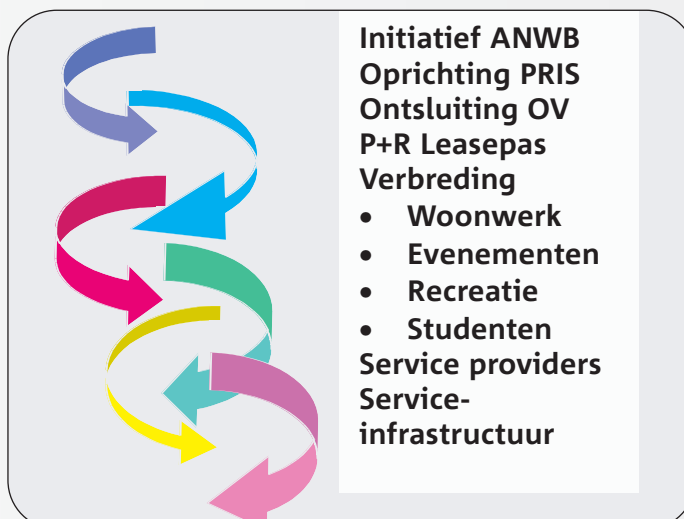 Initiatief ANWB
Oprichting PRIS
Ontsluiting OV
P+R Leasepas
Verbreding
• Woonwerk
• Evenementen
• Recreatie
• Studenten
Service providers
Service-
infrastructuur